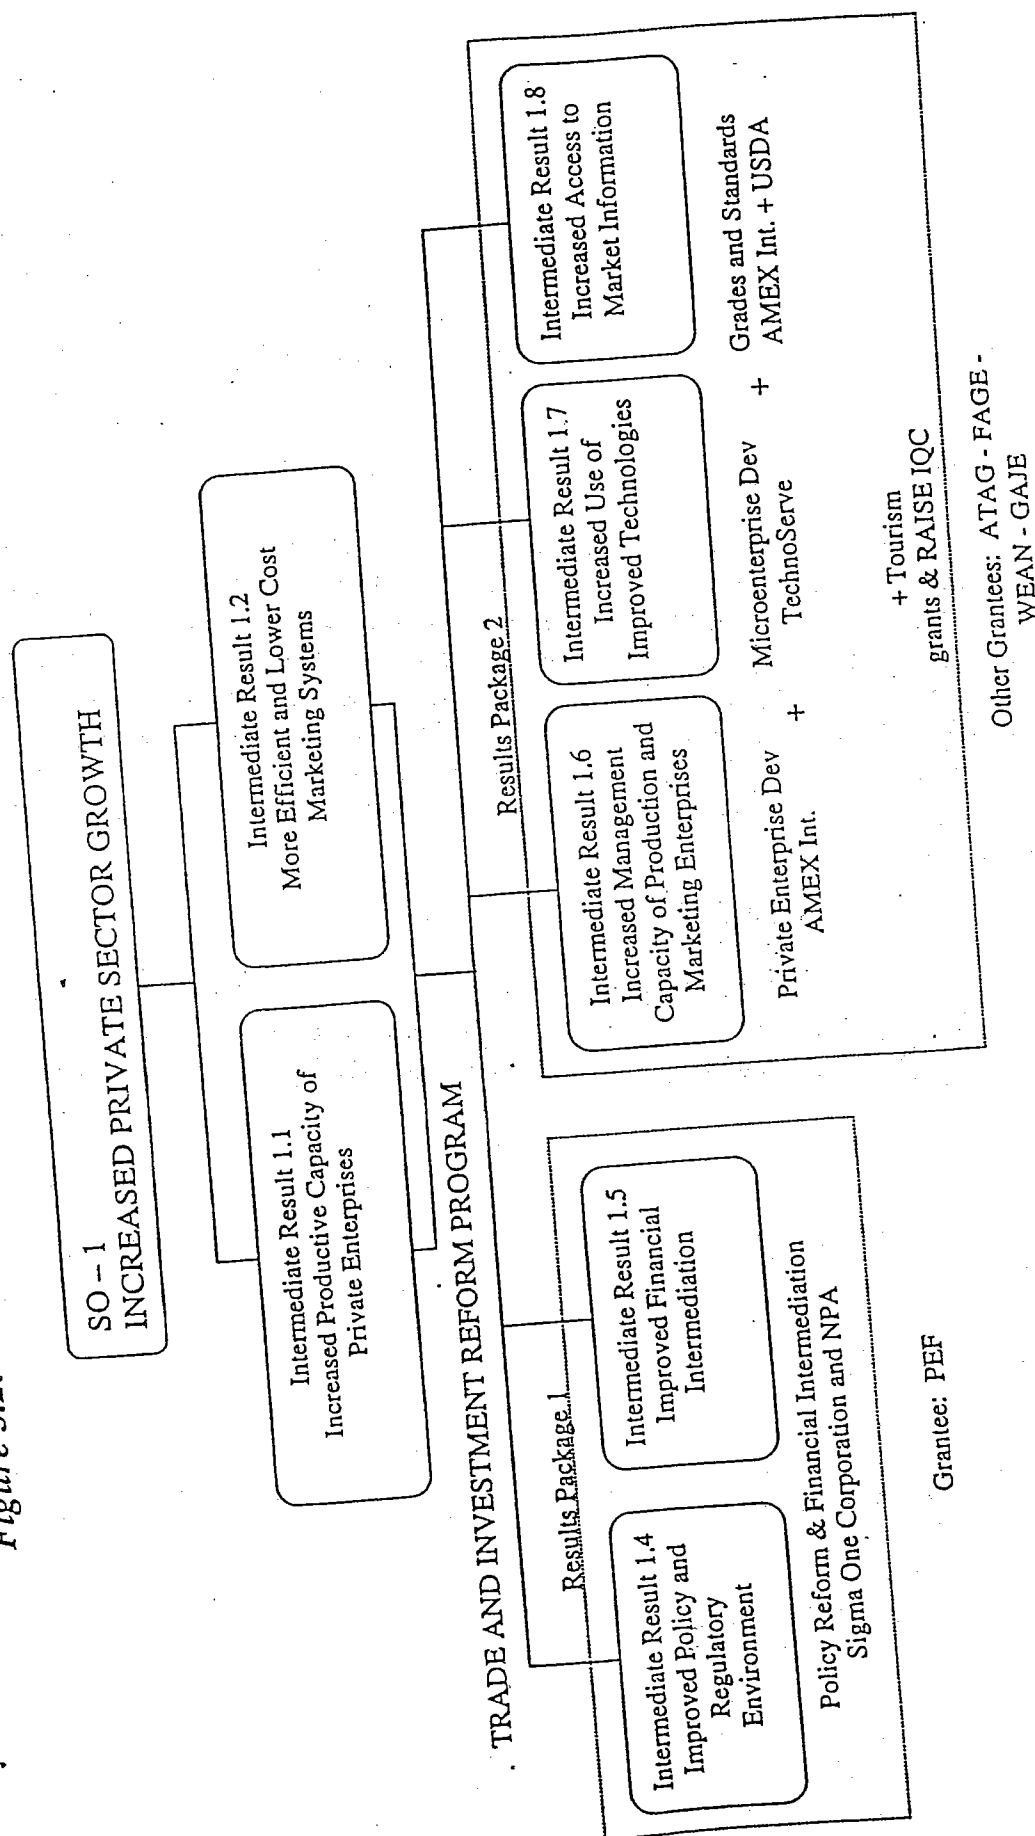 SO – 1
INCREASED PRIVATE SECTOR GROWTH
Intermediate Result 1.1
Increased Productive Capacity of
Private Enterprises
Intermediate Result 1.2
More Efficient and Lower Cost
Marketing Systems
TRADE AND INVESTMENT REFORM PROGRAM
Results Package 1
Results Package 2
Intermediate Result 1.4
Improved Policy and
Regulatory
Environment
Intermediate Result 1.5
Improved Financial
Intermediation
Intermediate Result 1.6
Increased Management
Capacity of Production and
Marketing Enterprises
Intermediate Result 1.7
Increased Use of
Improved Technologies
Intermediate Result 1.8
Increased Access to
Market Information
Policy Reform & Financial Intermediation
Sigma One Corporation and NPA
Private Enterprise Dev + Microenterprise Dev + Grades and Standards
AMEX Int. TechnoServe AMEX Int. + USDA
+ Tourism
grants & RAISE IQC
Grantee: PEF
Other Grantees: ATAG - FAGE -
WEAN - GAJE